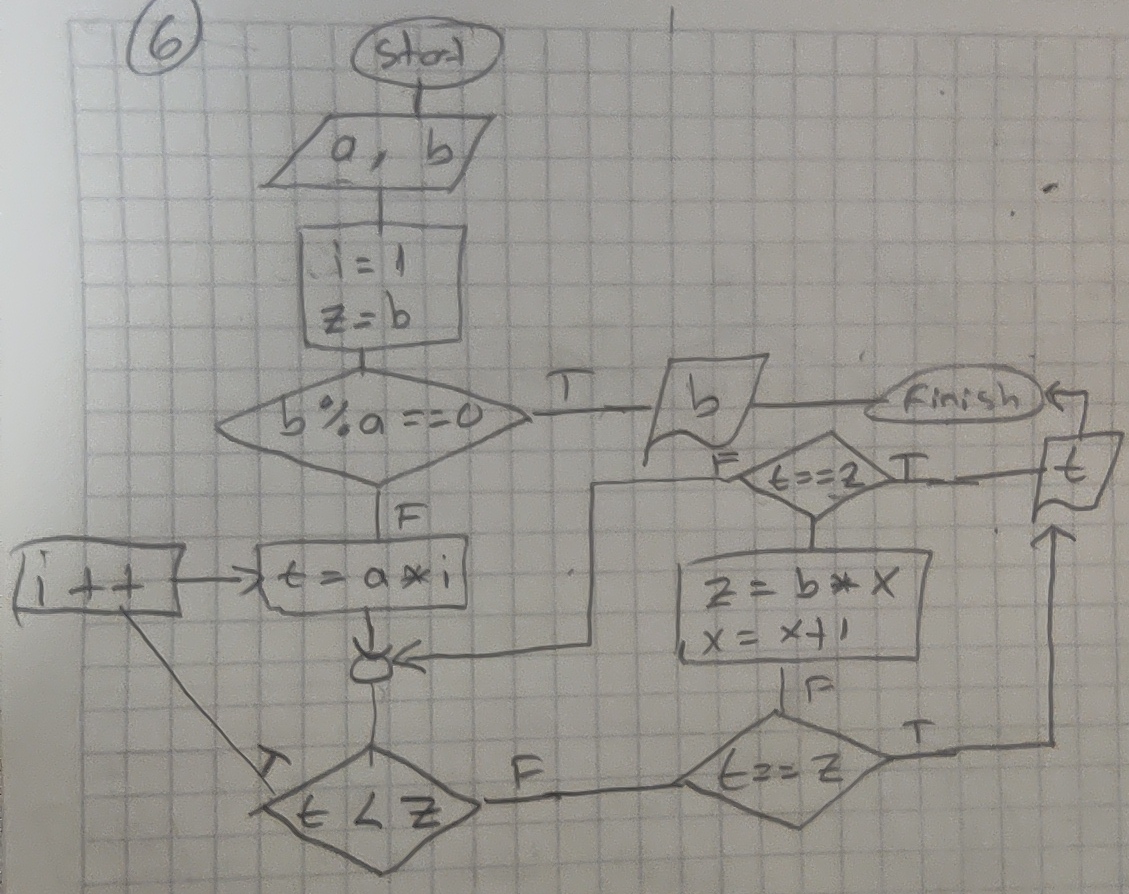 6
Start
a, b
i = 1
z = b
b % a == 0
T
b
Finish
F
t == z
T
t
F
i ++
t = a * i
z = b * x
x = x+1
F
T
t < z
F
t == z
T